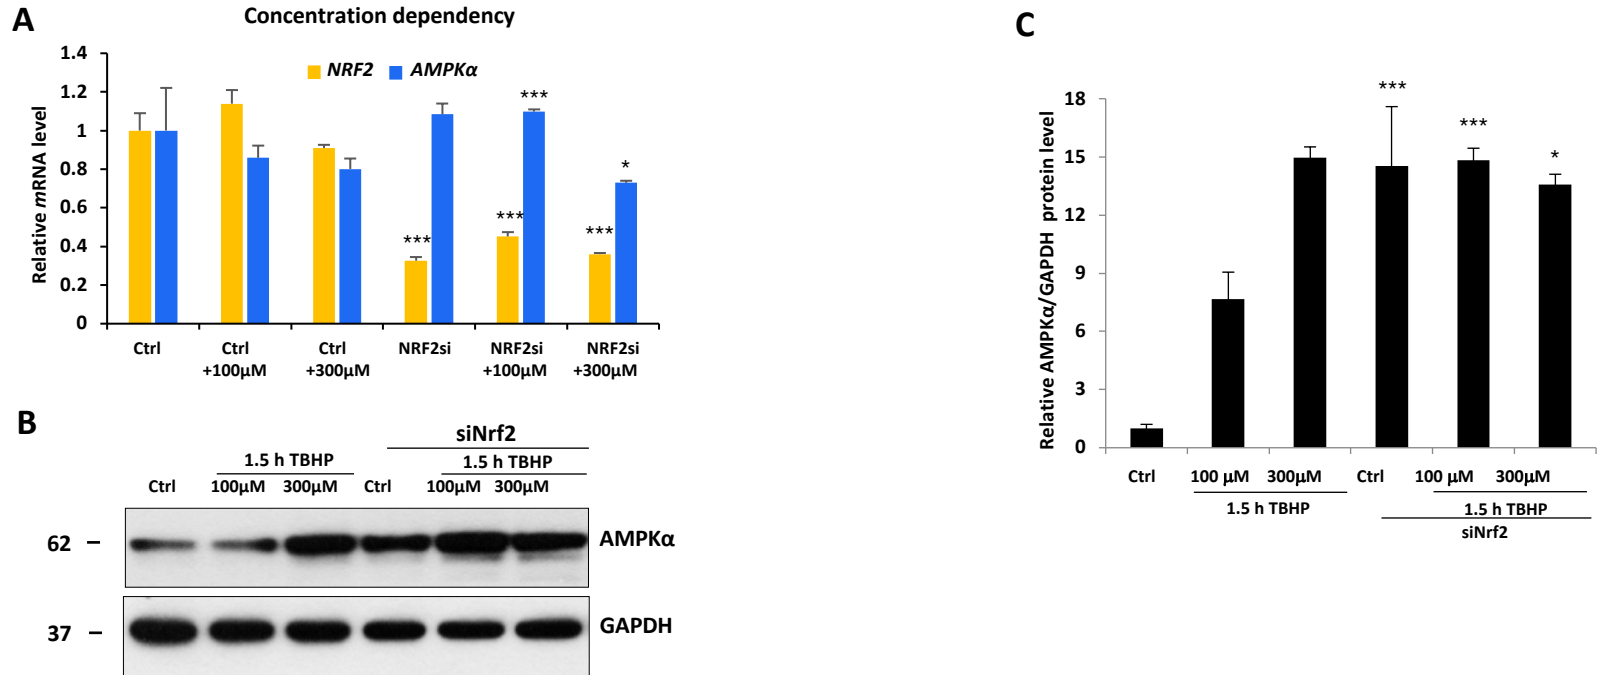 A
Concentration dependency
1.4
1.2
1
0.8
0.6
0.4
0.2
0
Relative mRNA level
NRF2 AMPKα
***
***
***
***
*
Ctrl
Ctrl
+100µM
Ctrl
+300µM
NRF2si
NRF2si
+100µM
NRF2si
+300µM
B
siNrf2
1.5 h TBHP
1.5 h TBHP
Ctrl 100µM 300µM Ctrl 100µM 300µM
62 –
AMPKα
37 –
GAPDH
C
18
15
12
9
6
3
0
Relative AMPKα/GAPDH protein level
***
***
*
Ctrl 100 µM 300µM Ctrl 100 µM 300µM
1.5 h TBHP
1.5 h TBHP
siNrf2